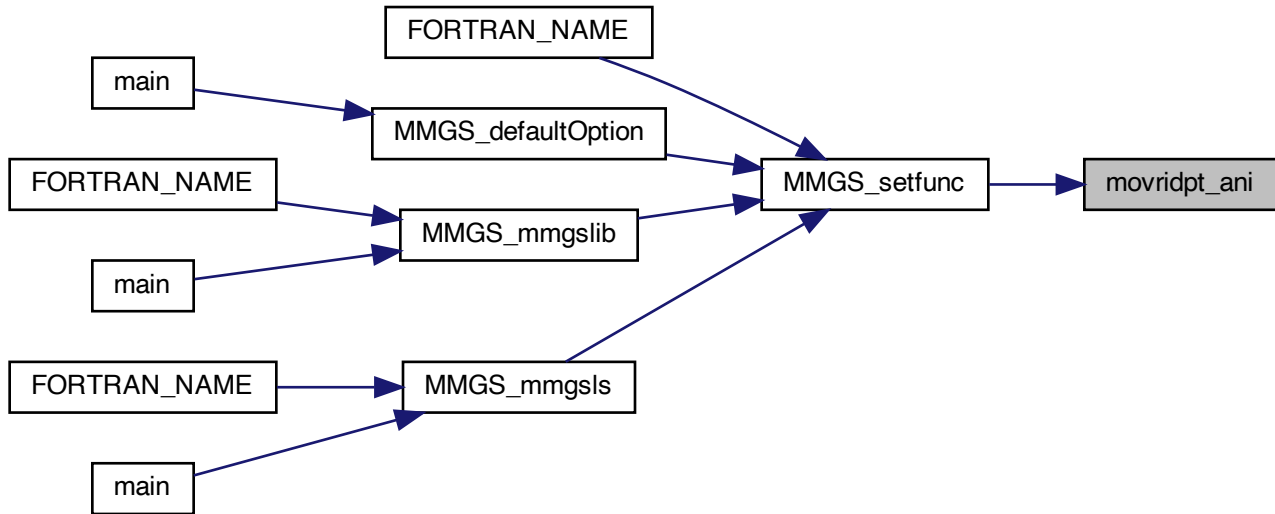 FORTRAN_NAME
main
MMGS_defaultOption
FORTRAN_NAME
MMGS_setfunc
movridpt_ani
MMGS_mmgslib
main
FORTRAN_NAME
MMGS_mmgsls
main